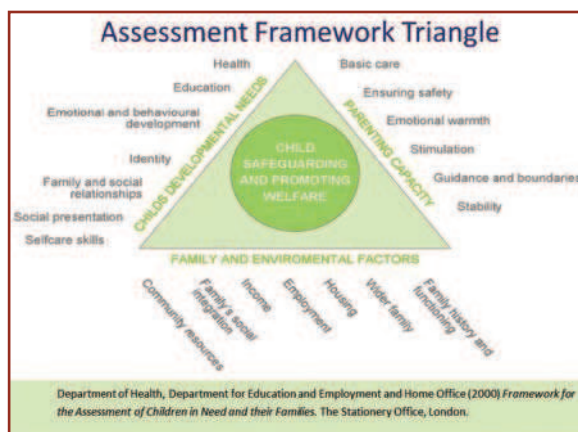 Assessment Framework Triangle
Health
Education
Emotional and behavioural
development
Identity
Family and social
relationships
Social presentation
Selfcare skills
CHILDS DEVELOPMENTAL NEEDS
CHILD
SAFEGUARDING
AND PROMOTING
WELFARE
PARENTING CAPACITY
Basic care
Ensuring safety
Emotional warmth
Stimulation
Guidance and boundaries
Stability
FAMILY AND ENVIROMENTAL FACTORS
Community resources
Family's social
integration
Income
Employment
Housing
Wider family
Family history and
functioning
Department of Health, Department for Education and Employment and Home Office (2000) Framework for
the Assessment of Children in Need and their Families. The Stationery Office, London.